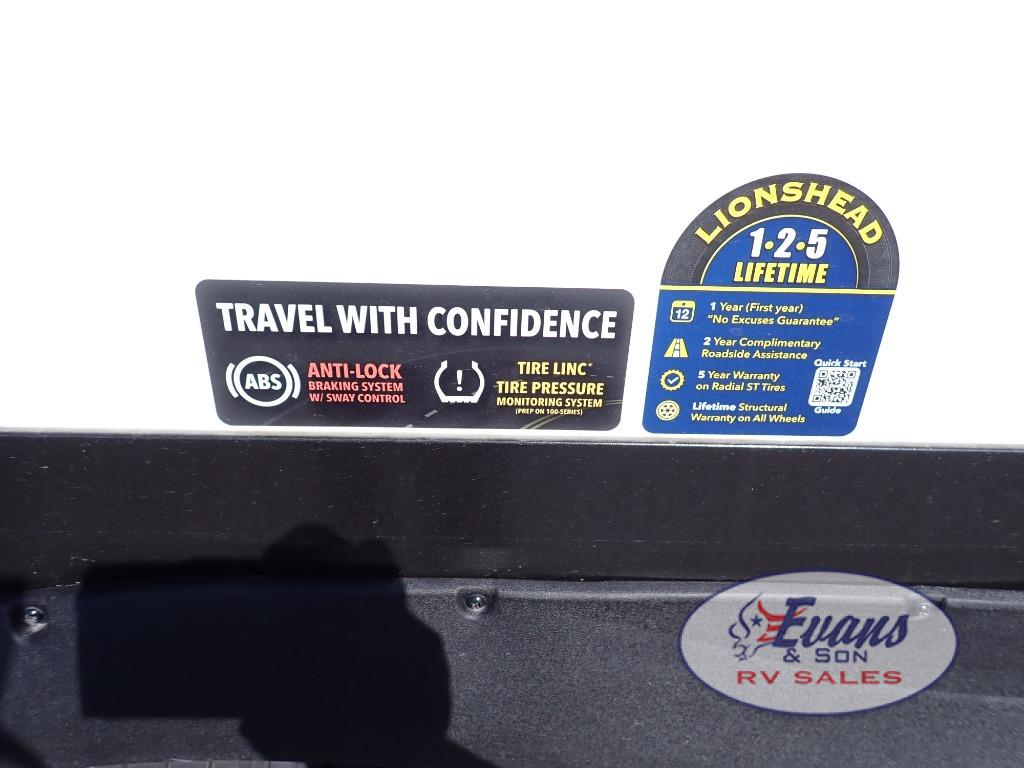 TRAVEL WITH CONFIDENCE
ABS
ANTI-LOCK
BRAKING SYSTEM
W/ SWAY CONTROL
!
TIRE LINC®
TIRE PRESSURE
MONITORING SYSTEM
(PREP ON 100-SERIES)
LIONSHEAD
1•2•5
LIFETIME
12
1 Year (First year)
"No Excuses Guarantee"
2 Year Complimentary
Roadside Assistance
5 Year Warranty
on Radial ST Tires
Lifetime Structural
Warranty on All Wheels
Quick Start
Guide
Evans
& SON
RV SALES